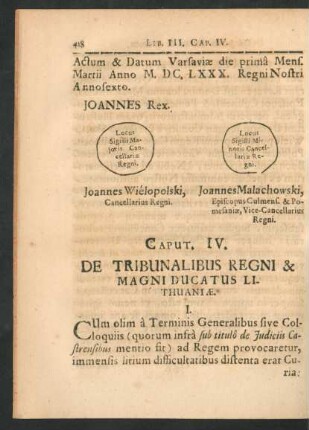 418 LIB. III. CAP. IV.
Actum & Datum Varsaviæ die primâ Mens.
Martii Anno M. DC, LXXX. Regni Nostri
Anno sexto.
JOANNES Rex.
Locus
Sigilli Ma-
joris Can-
cellariæ
Regni.
Locus
Sigilli Mi-
noris Cancel-
lariæ Re-
gni.
Joannes Wiélopolski,
Cancellarius Regni.
Joannes Małachowski,
Episcopus Culmens. & Po-
mesaniæ, Vice-Cancellarius
Regni.
CAPUT. IV.
DE TRIBUNALIBUS REGNI &
MAGNI DUCATUS LI-
THUANIÆ.
I.
CUm olim à Terminis Generalibus sive Col-
loquiis (quorum infrà sub titulô de Judiciis Ca-
strensibus mentio fit) ad Regem provocaretur,
immensis litium difficultatibus distenta erat Cu-
ria: